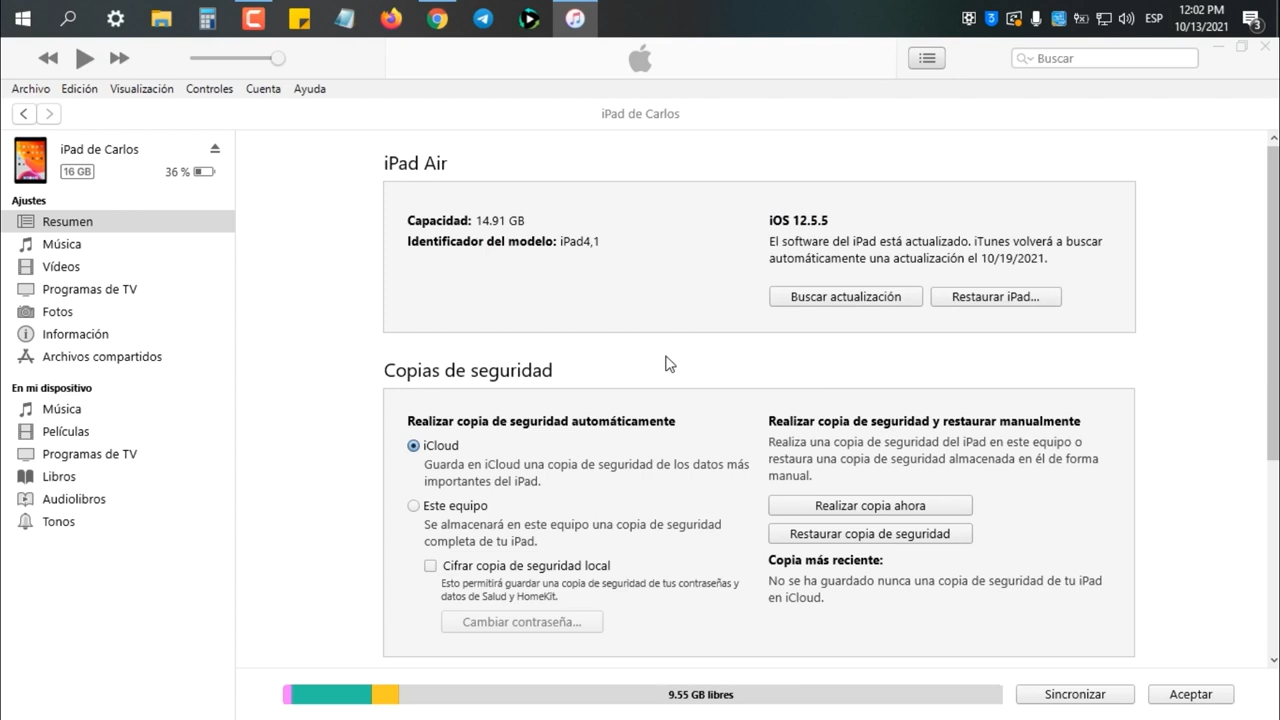 ESP
12:02 PM
10/13/2021
3
Buscar
Archivo Edición Visualización Controles Cuenta Ayuda
iPad de Carlos
iPad de Carlos
16 GB
36 %
Ajustes
Resumen
Música
Vídeos
Programas de TV
Fotos
Información
Archivos compartidos
En mi dispositivo
Música
Películas
Programas de TV
Libros
Audiolibros
Tonos
iPad Air
Capacidad: 14.91 GB
Identificador del modelo: iPad4,1
iOS 12.5.5
El software del iPad está actualizado. iTunes volverá a buscar
automáticamente una actualización el 10/19/2021.
Buscar actualización
Restaurar iPad...
Copias de seguridad
Realizar copia de seguridad automáticamente
iCloud
Guarda en iCloud una copia de seguridad de los datos más
importantes del iPad.
Este equipo
Se almacenará en este equipo una copia de seguridad
completa de tu iPad.
Cifrar copia de seguridad local
Esto permitirá guardar una copia de seguridad de tus contraseñas y
datos de Salud y HomeKit.
Cambiar contraseña...
Realizar copia de seguridad y restaurar manualmente
Realiza una copia de seguridad del iPad en este equipo o
restaura una copia de seguridad almacenada en él de forma
manual.
Realizar copia ahora
Restaurar copia de seguridad
Copia más reciente:
No se ha guardado nunca una copia de seguridad de tu iPad
en iCloud.
9.55 GB libres
Sincronizar
Aceptar